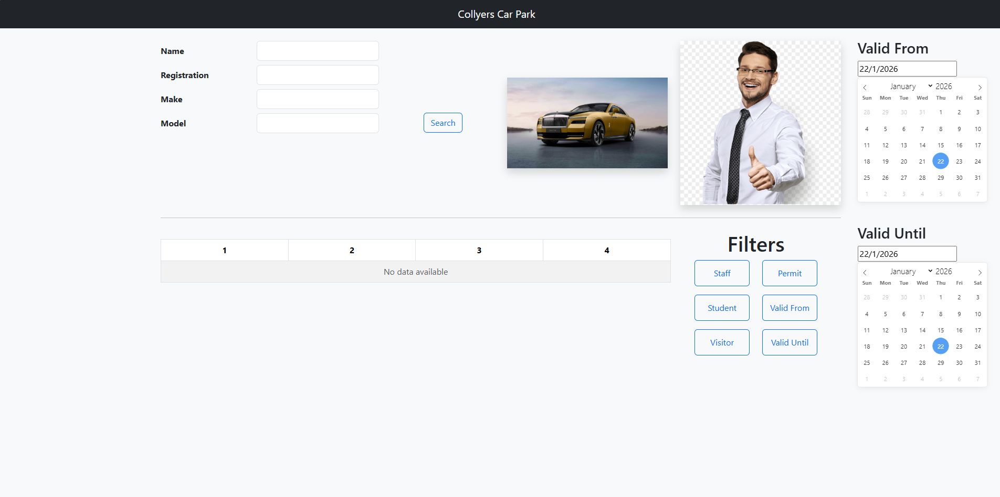 Collyers Car Park
Name
Registration
Make
Model
Search
Valid From
22/1/2026
January 2026
Sun Mon Tue Wed Thu Fri Sat
28 29 30 31 1 2 3
4 5 6 7 8 9 10
11 12 13 14 15 16 17
18 19 20 21 22 23 24
25 26 27 28 29 30 31
1 2 3 4 5 6 7
1 2 3 4
No data available
Filters
Staff Permit
Student Valid From
Visitor Valid Until
Valid Until
22/1/2026
January 2026
Sun Mon Tue Wed Thu Fri Sat
28 29 30 31 1 2 3
4 5 6 7 8 9 10
11 12 13 14 15 16 17
18 19 20 21 22 23 24
25 26 27 28 29 30 31
1 2 3 4 5 6 7